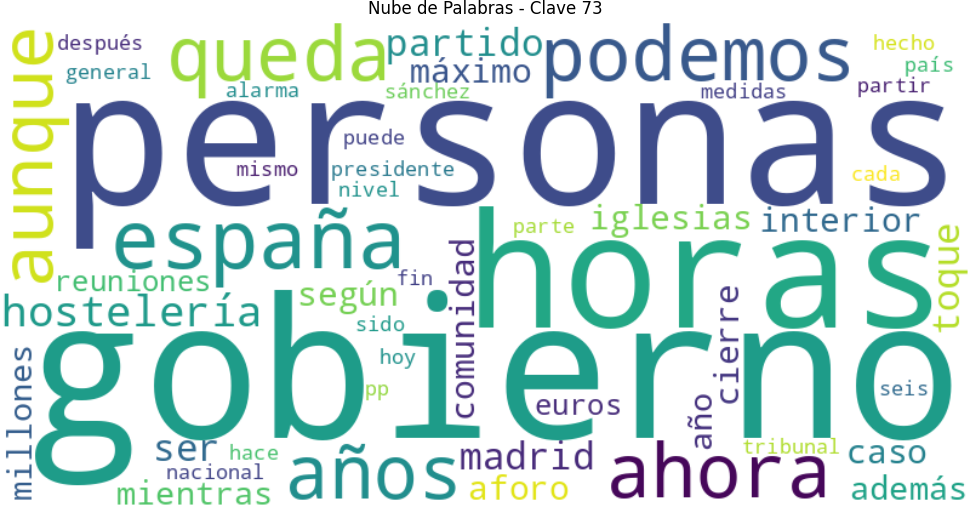 Nube de Palabras - Clave 73
aunque
después
queda
partido
podemos
hecho
general
máximo
país
alarma
sánchez
medidas
partir
personas
puede
mismo
presidente
cada
nivel
españa
parte
iglesias
interior
horas
toque
reuniones
fin
comunidad
según
hostelería
sido
cierre
gobierno
hoy
millones
pp
seis
euros
año
ser
hace
años
madrid
ahora
tribunal
caso
nacional
mientras
aforo
además